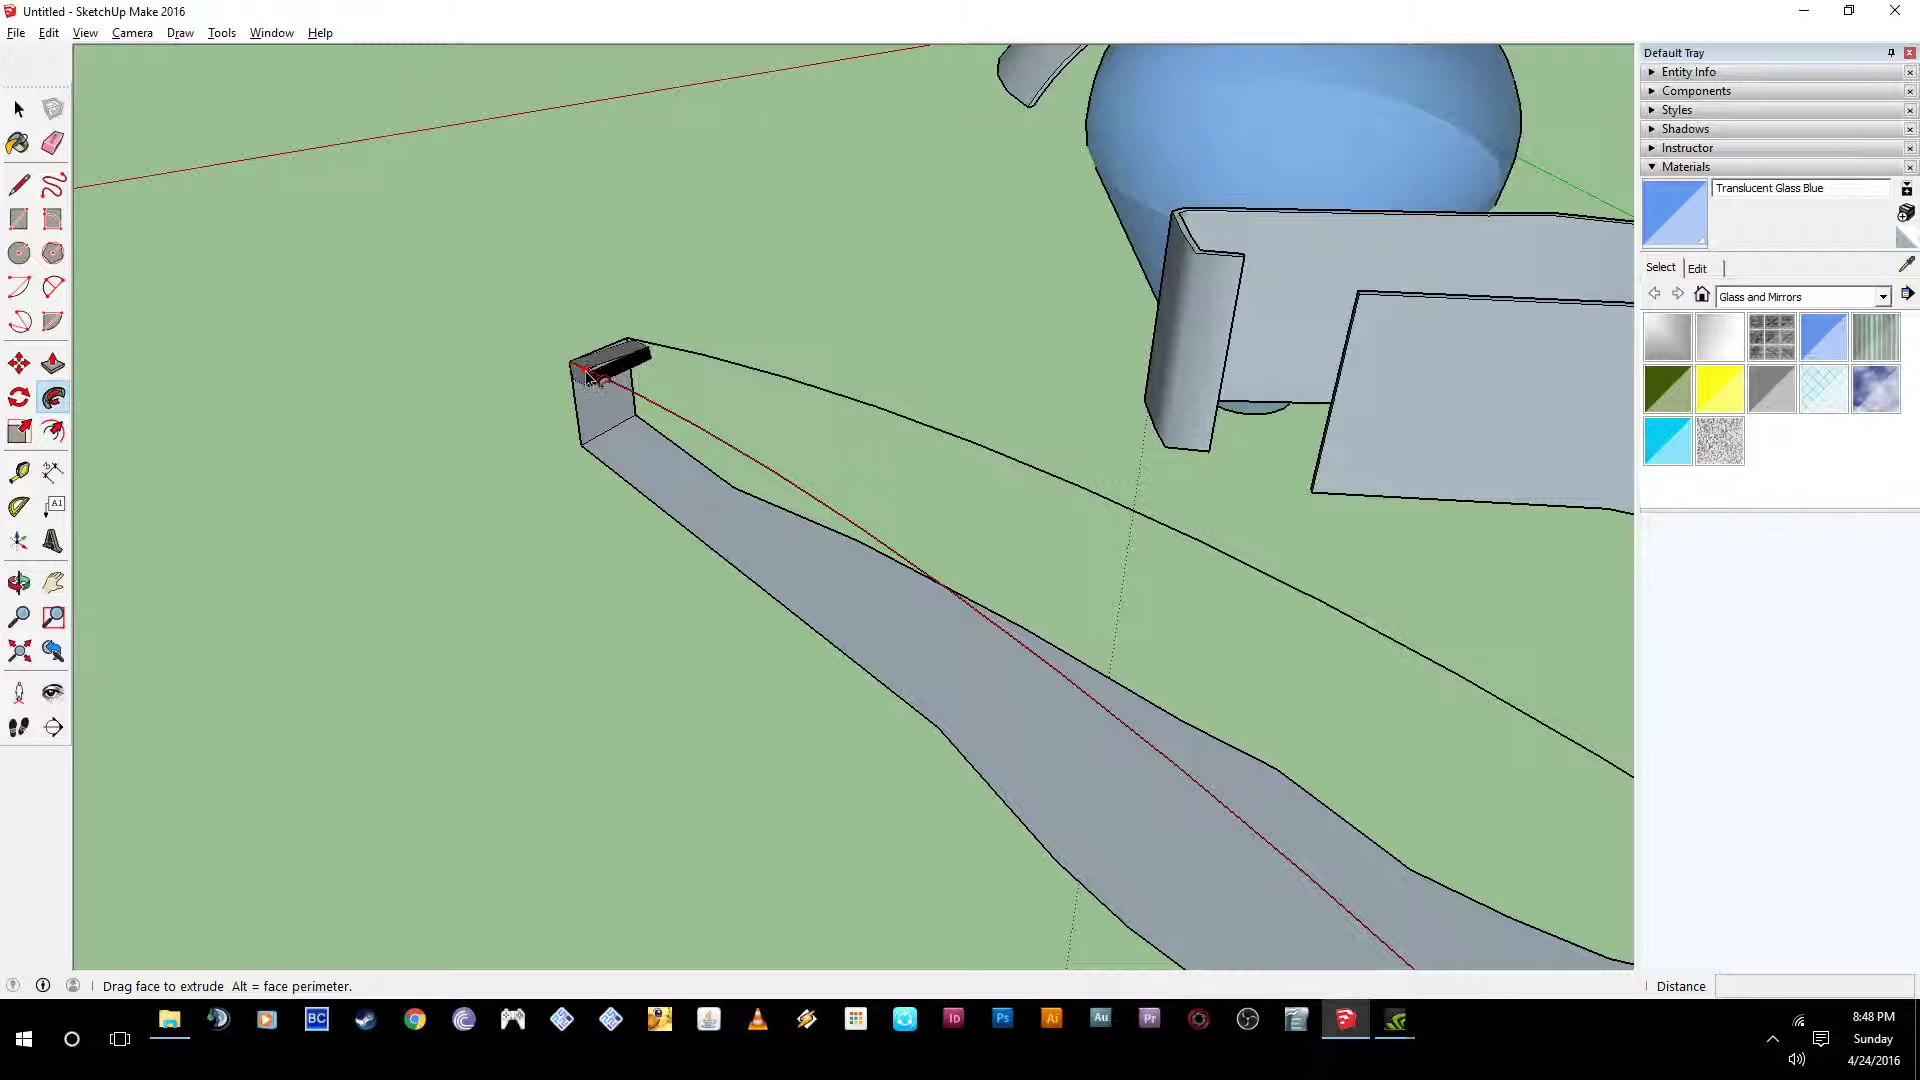 Untitled - SketchUp Make 2016
File Edit View Camera Draw Tools Window Help
Default Tray
Entity Info
Components
Styles
Shadows
Instructor
Materials
Translucent Glass Blue
Select Edit
Glass and Mirrors
A1
Drag face to extrude Alt = face perimeter.
Distance
BC
Id
Ps
Ai
Au
Pr
8:48 PM
Sunday
4/24/2016